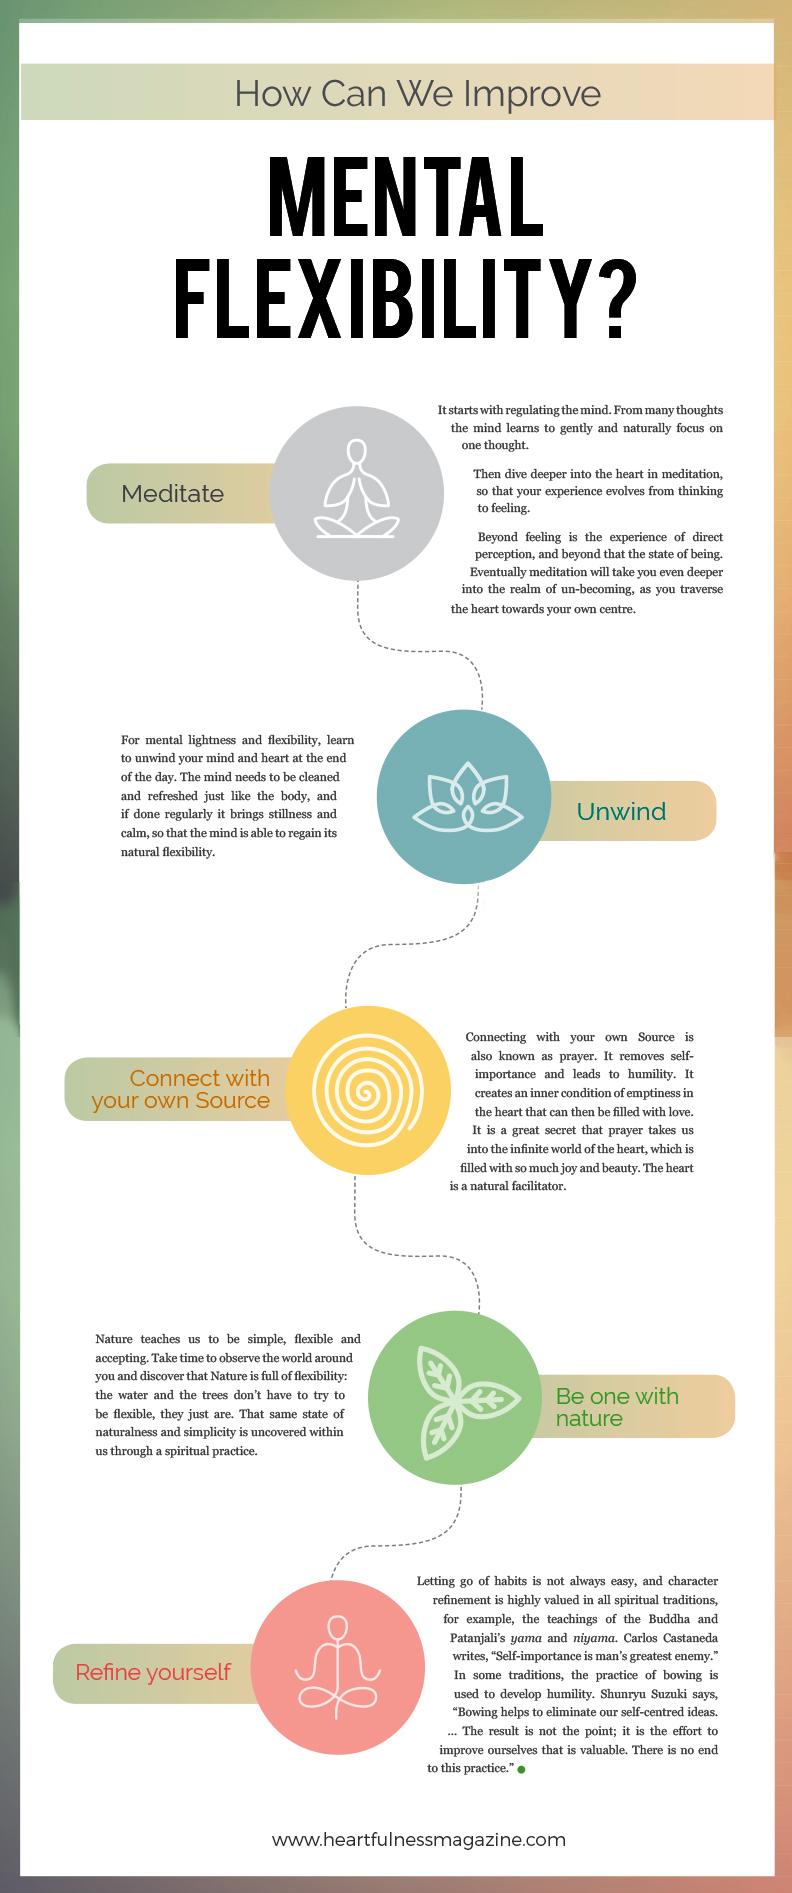 How Can We Improve
MENTAL
FLEXIBILITY?
Meditate
It starts with regulating the mind. From many thoughts
the mind learns to gently and naturally focus on
one thought.
Then dive deeper into the heart in meditation,
so that your experience evolves from thinking
to feeling.
Beyond feeling is the experience of direct
perception, and beyond that the state of being.
Eventually meditation will take you even deeper
into the realm of un-becoming, as you traverse
the heart towards your own centre.
For mental lightness and flexibility, learn
to unwind your mind and heart at the end
of the day. The mind needs to be cleaned
and refreshed just like the body, and
if done regularly it brings stillness and
calm, so that the mind is able to regain its
natural flexibility.
Unwind
Connect with
your own Source
Connecting with your own Source is
also known as prayer. It removes self-
importance and leads to humility. It
creates an inner condition of emptiness in
the heart that can then be filled with love.
It is a great secret that prayer takes us
into the infinite world of the heart, which is
filled with so much joy and beauty. The heart
is a natural facilitator.
Nature teaches us to be simple, flexible and
accepting. Take time to observe the world around
you and discover that Nature is full of flexibility:
the water and the trees don't have to try to
be flexible, they just are. That same state of
naturalness and simplicity is uncovered within
us through a spiritual practice.
Be one with
nature
Refine yourself
Letting go of habits is not always easy, and character
refinement is highly valued in all spiritual traditions,
for example, the teachings of the Buddha and
Patanjali's yama and niyama. Carlos Castaneda
writes, “Self-importance is man's greatest enemy.”
In some traditions, the practice of bowing is
used to develop humility. Shunryu Suzuki says,
“Bowing helps to eliminate our self-centred ideas.
... The result is not the point; it is the effort to
improve ourselves that is valuable. There is no end
to this practice.”
www.heartfulnessmagazine.com